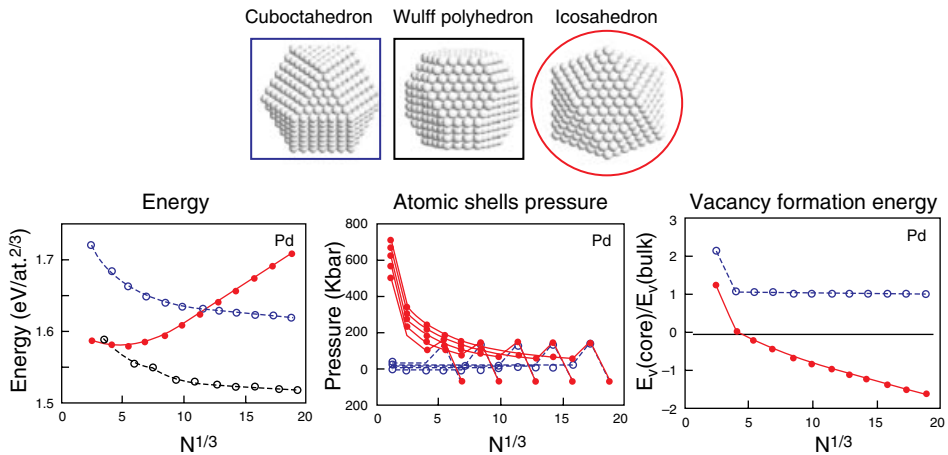 Cuboctahedron Wulff polyhedron Icosahedron
Energy
Pd
1.7
1.6
1.5
Energy (eV/at.2/3)
0 5 10 15 20
N1/3
Atomic shells pressure
Pd
800
600
400
200
0
200
Pressure (Kbar)
0 5 10 15 20
N1/3
Vacancy formation energy
Pd
3
2
1
0
−1
−2
Ev(core)/Ev(bulk)
0 5 10 15 20
N1/3